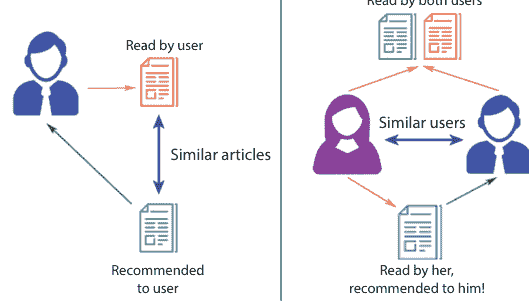 Read by user
Similar articles
Recommended
to user
Read by both users
Similar users
Read by her,
recommended to him!